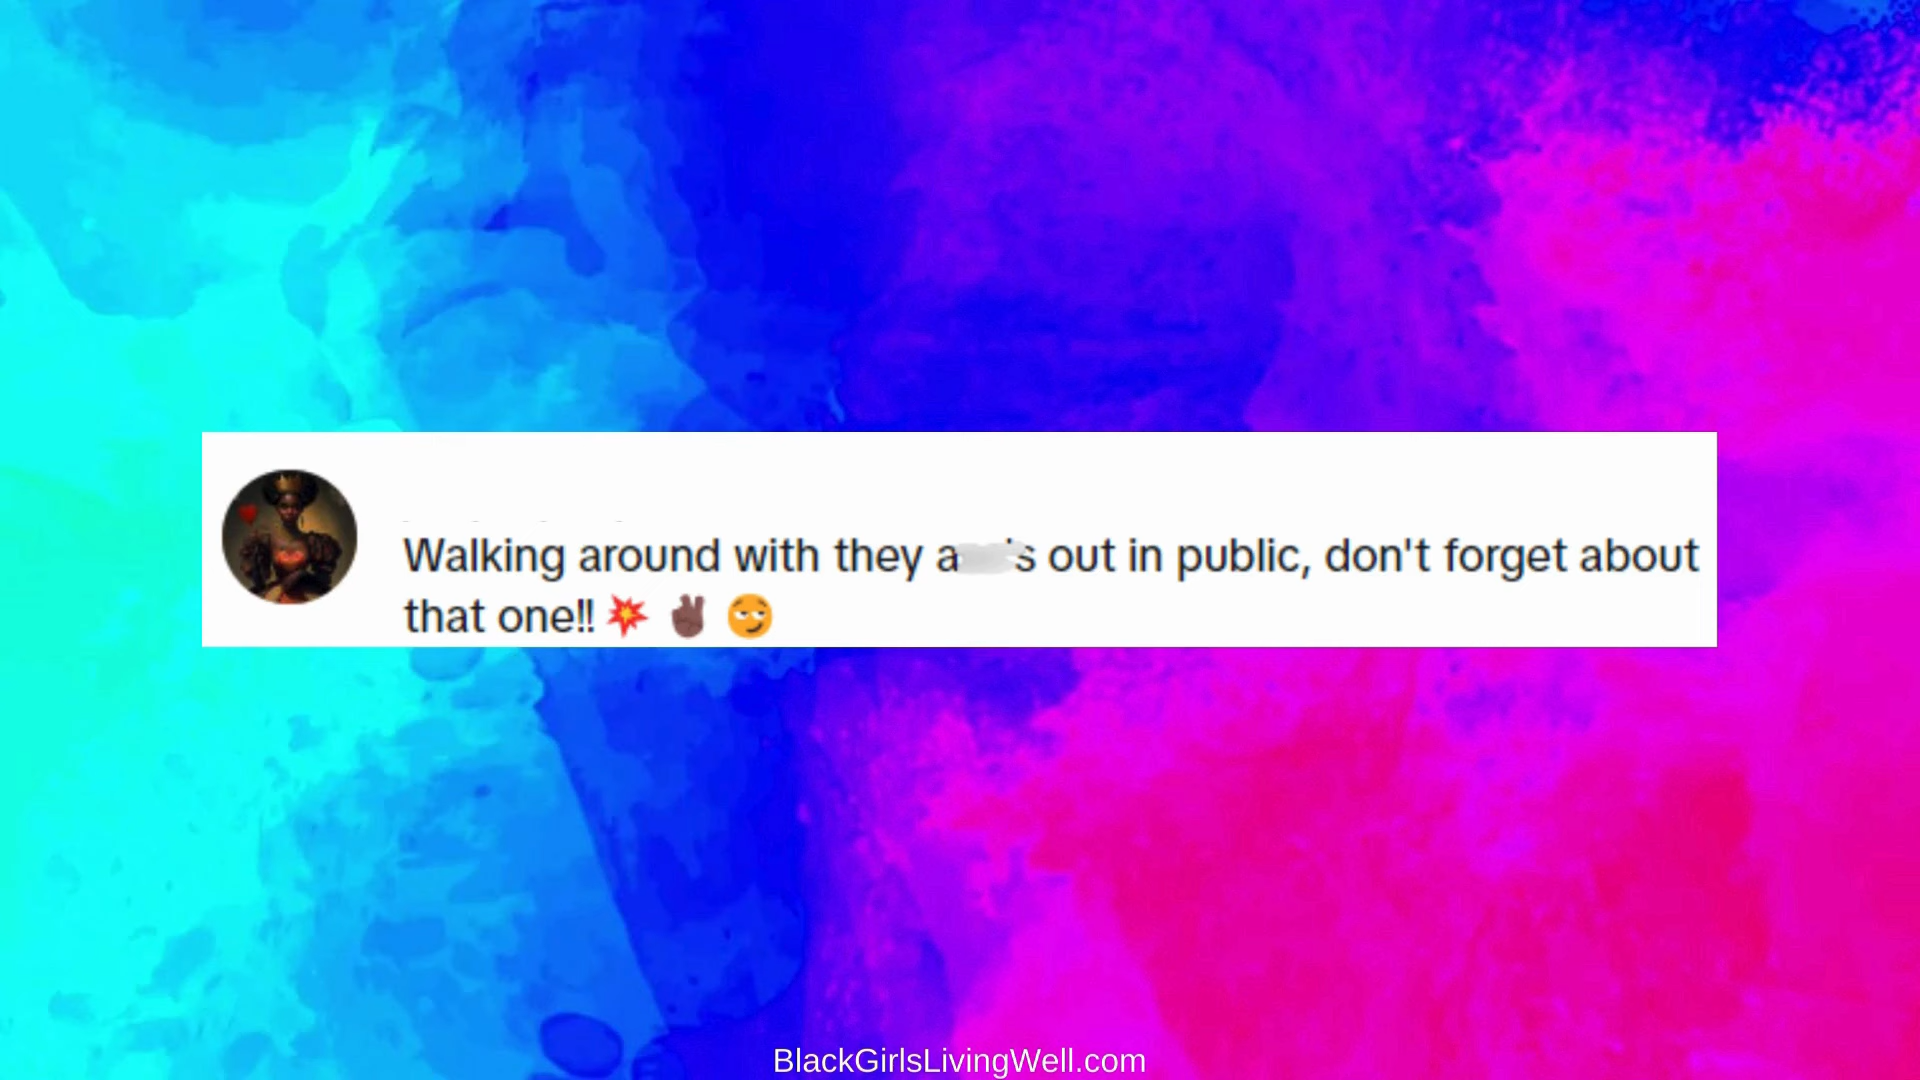 Walking around with they out in public, don't forget about
that one!! 💥 ✌🏿 😏
BlackGirlsLivingWell.com